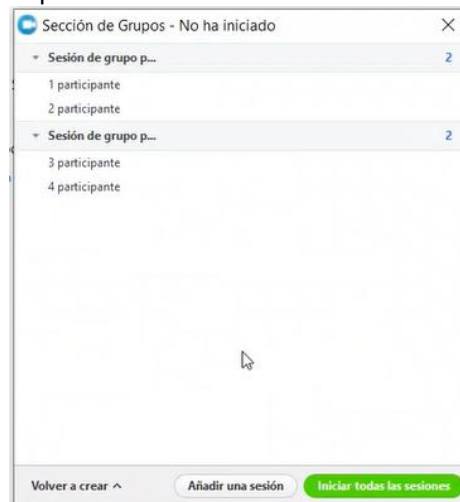 Sección de Grupos - No ha iniciado
Sesión de grupo p... 2
1 participante
2 participante
Sesión de grupo p... 2
3 participante
4 participante
Volver a crear Añadir una sesión Iniciar todas las sesiones